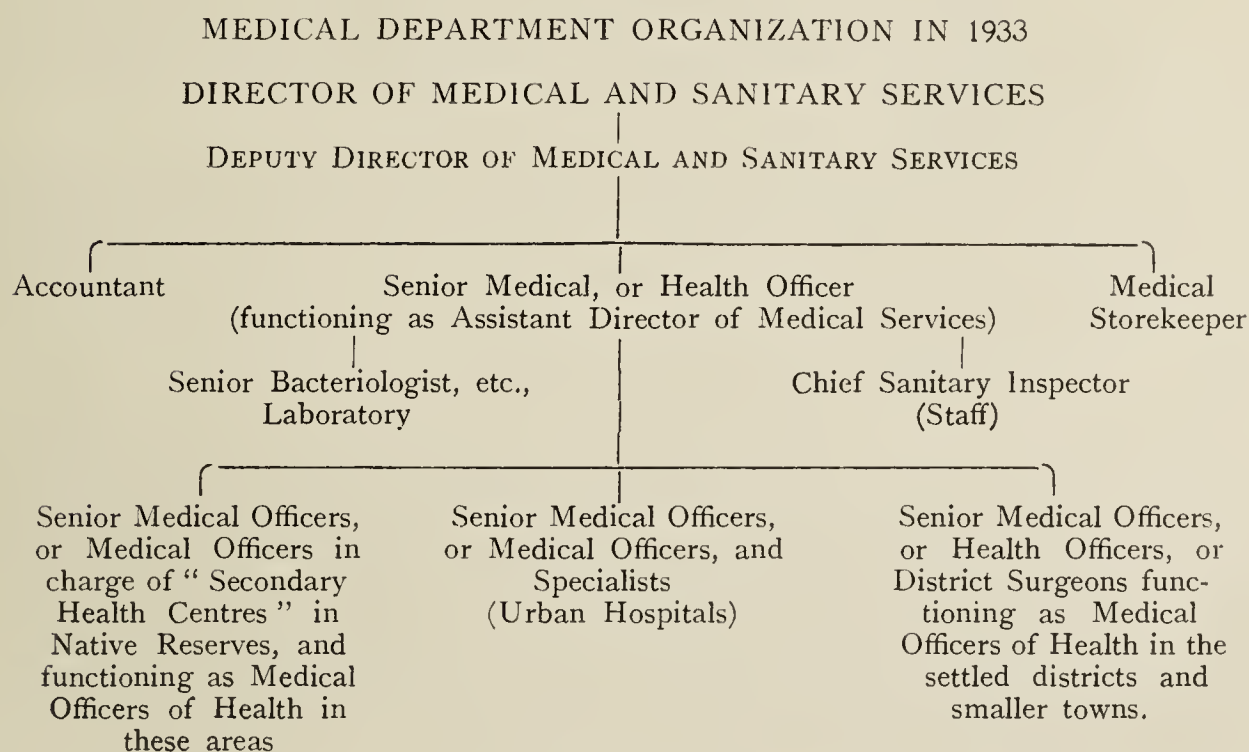 MEDICAL DEPARTMENT ORGANIZATION IN 1933
DIRECTOR OF MEDICAL AND SANITARY SERVICES
DEPUTY DIRECTOR OF MEDICAL AND SANITARY SERVICES
Accountant
Senior Medical, or Health Officer
(functioning as Assistant Director of Medical Services)
Medical
Storekeeper
Senior Bacteriologist, etc.,
Laboratory
Chief Sanitary Inspector
(Staff)
Senior Medical Officers,
or Medical Officers in
charge of “ Secondary
Health Centres ” in
Native Reserves, and
functioning as Medical
Officers of Health in
these areas
Senior Medical Officers,
or Medical Officers, and
Specialists
(Urban Hospitals)
Senior Medical Officers,
or Health Officers, or
District Surgeons func-
tioning as Medical
Officers of Health in the
settled districts and
smaller towns.